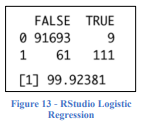 FALSE TRUE
0 91693 9
1 61 111
[1] 99.92381
Figure 13 - RStudio Logistic
Regression